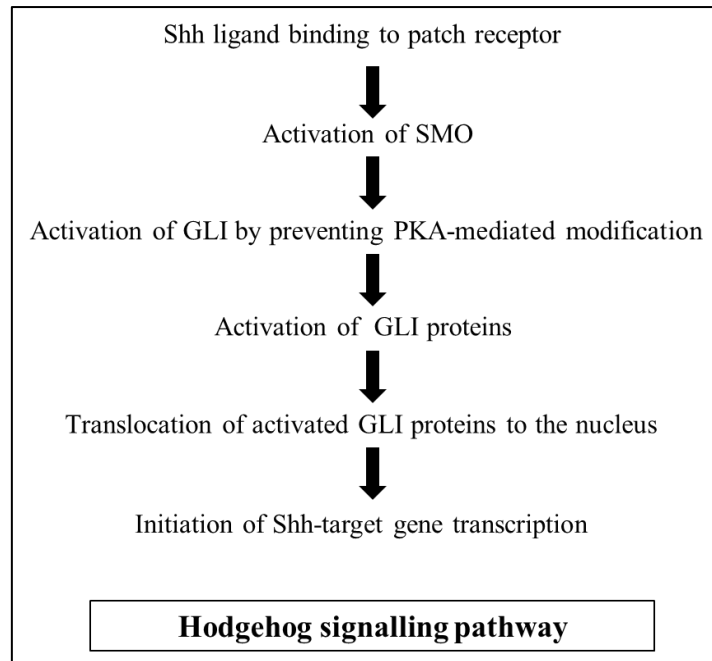 Shh ligand binding to patch receptor
Activation of SMO
Activation of GLI by preventing PKA-mediated modification
Activation of GLI proteins
Translocation of activated GLI proteins to the nucleus
Initiation of Shh-target gene transcription
Hodgehog signalling pathway